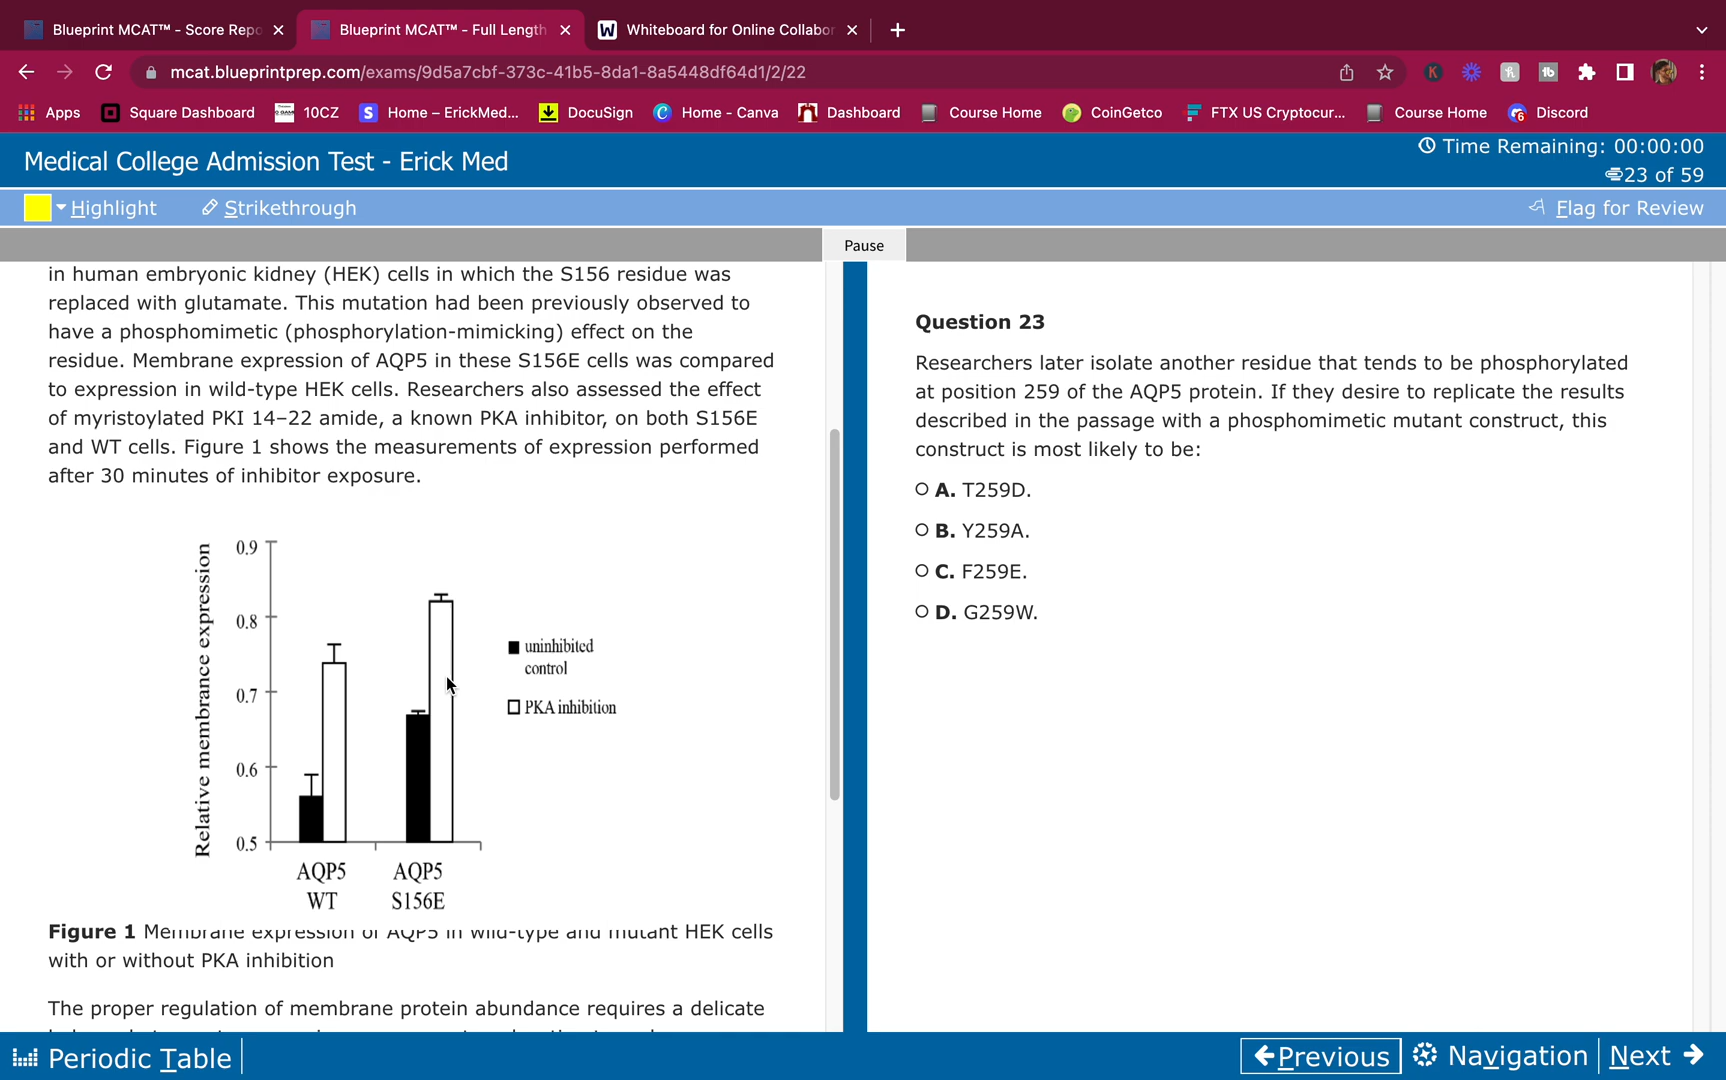 Blueprint MCAT™ - Score Repo
Blueprint MCAT™ - Full Length
W Whiteboard for Online Collabor
mcat.blueprintprep.com/exams/9d5a7cbf-373c-41b5-8da1-8a5448df64d1/2/22
Apps Square Dashboard 10CZ Home – ErickMed... DocuSign Home - Canva Dashboard Course Home CoinGetco FTX US Cryptocur... Course Home Discord
Medical College Admission Test - Erick Med
Time Remaining: 00:00:00
23 of 59
Highlight Strikethrough Flag for Review
Pause
in human embryonic kidney (HEK) cells in which the S156 residue was
replaced with glutamate. This mutation had been previously observed to
have a phosphomimetic (phosphorylation-mimicking) effect on the
residue. Membrane expression of AQP5 in these S156E cells was compared
to expression in wild-type HEK cells. Researchers also assessed the effect
of myristoylated PKI 14–22 amide, a known PKA inhibitor, on both S156E
and WT cells. Figure 1 shows the measurements of expression performed
after 30 minutes of inhibitor exposure.
Relative membrance expression
0.9
0.8
0.7
0.6
0.5
AQP5
WT
AQP5
S156E
uninhibited
control
PKA inhibition
Figure 1 Membrane expression of AQP5 in wild-type and mutant HEK cells
with or without PKA inhibition
The proper regulation of membrane protein abundance requires a delicate
Question 23
Researchers later isolate another residue that tends to be phosphorylated
at position 259 of the AQP5 protein. If they desire to replicate the results
described in the passage with a phosphomimetic mutant construct, this
construct is most likely to be:
A. T259D.
B. Y259A.
C. F259E.
D. G259W.
Periodic Table
Previous Navigation Next